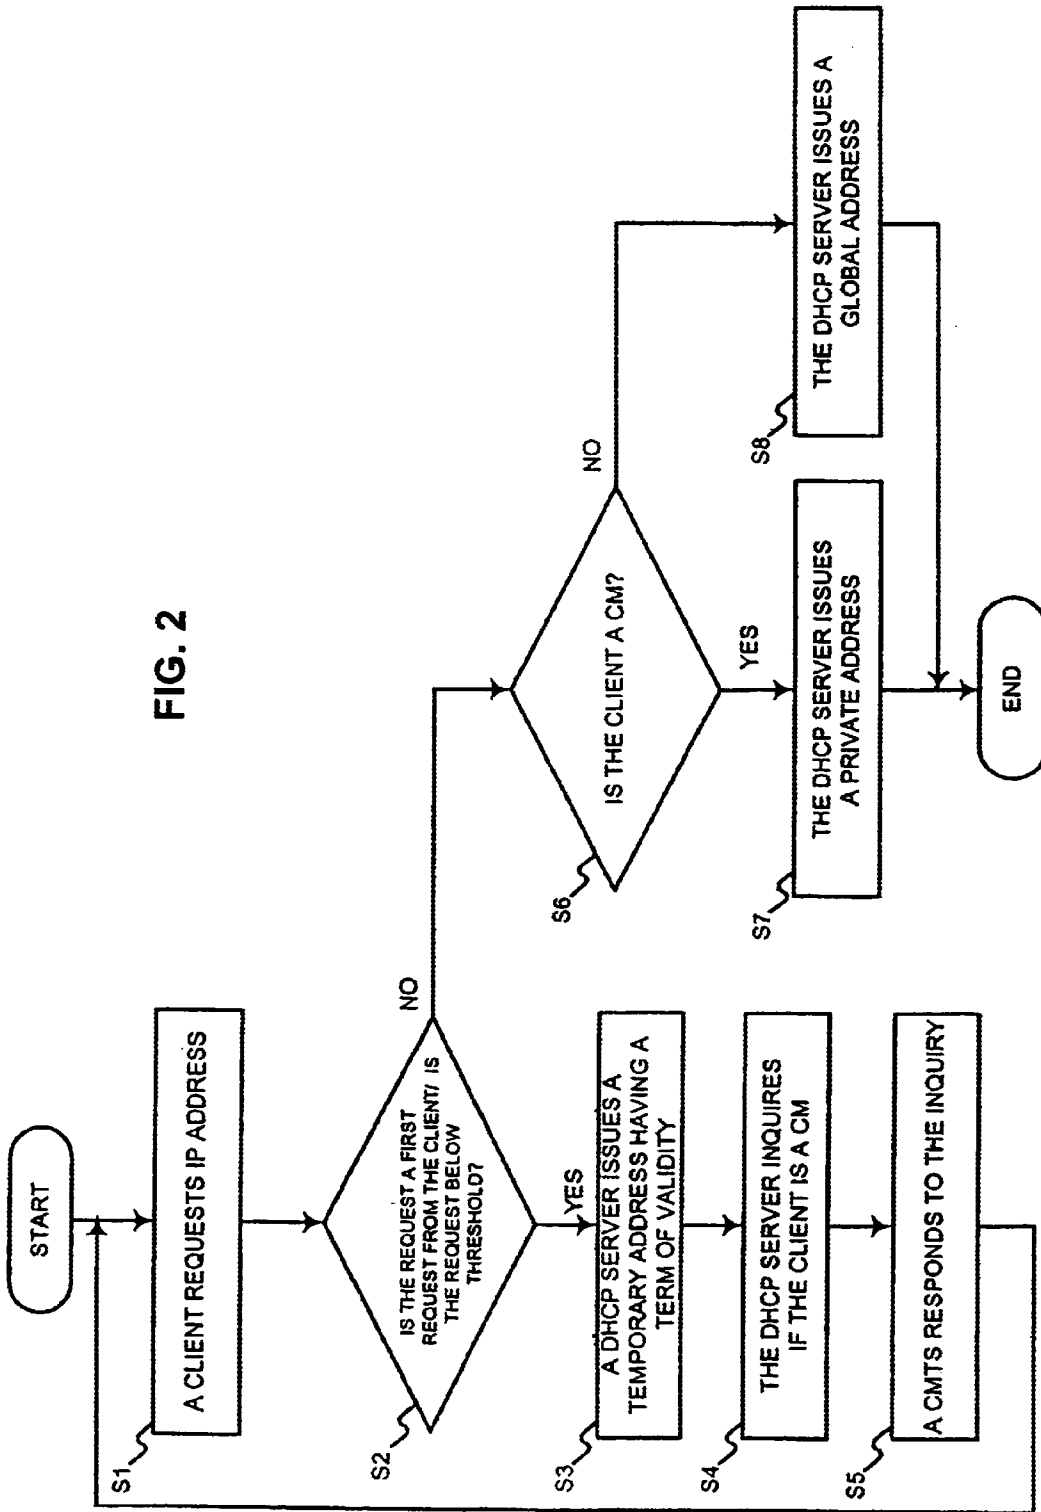 FIG. 2
START
S1
A CLIENT REQUESTS IP ADDRESS
S2
IS THE REQUEST A FIRST
REQUEST FROM THE CLIENT/ IS
THE REQUEST BELOW
THRESHOLD?
NO
YES
S3
A DHCP SERVER ISSUES A
TEMPORARY ADDRESS HAVING A
TERM OF VALIDITY
S4
THE DHCP SERVER INQUIRES
IF THE CLIENT IS A CM
S5
A CMTS RESPONDS TO THE INQUIRY
S6
IS THE CLIENT A CM?
NO
YES
S7
THE DHCP SERVER ISSUES
A PRIVATE ADDRESS
S8
THE DHCP SERVER ISSUES A
GLOBAL ADDRESS
END